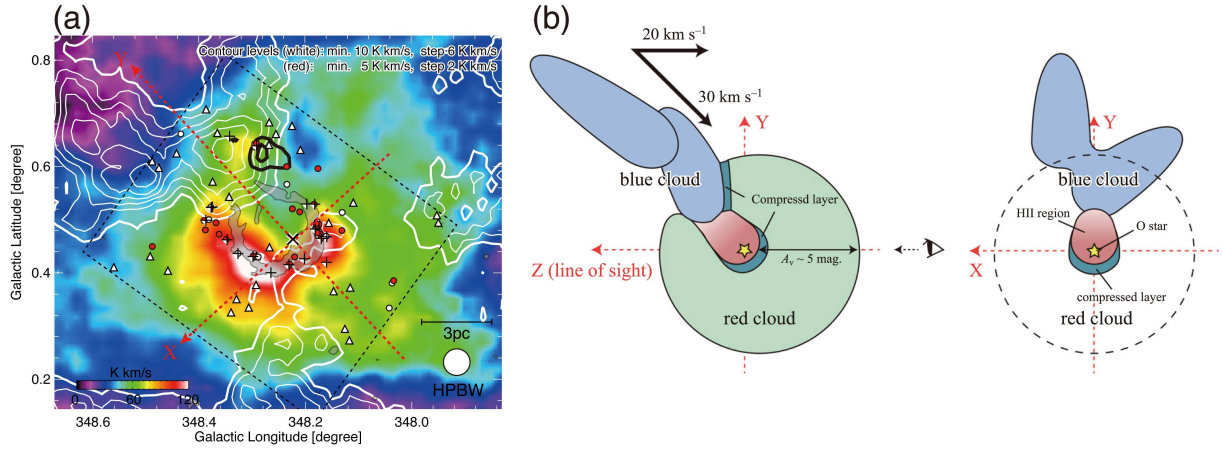 (a)
Contour levels (white): min. 10 K km/s, step 6 K km/s
(red): min. 5 K km/s, step 2 K km/s
Y
X
3pc
HPBW
K km/s
0 60 120
0.8
0.6
0.4
0.2
348.6 348.4 348.2 348.0
Galactic Latitude [degree]
Galactic Longitude [degree]
(b)
20 km s⁻¹
30 km s⁻¹
Y
blue cloud
Compressd layer
Z (line of sight)
Aᵥ ~ 5 mag.
red cloud
Y
blue cloud
HII region
O star
X
compressed layer
red cloud